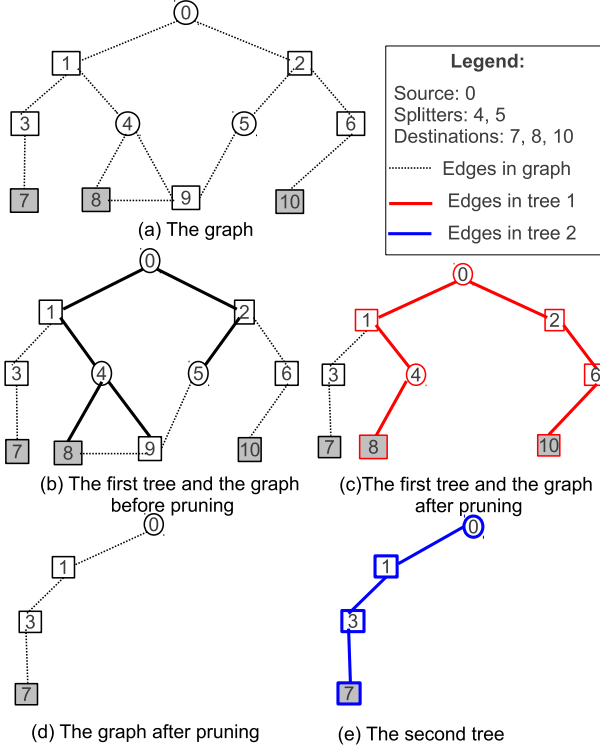 0
1
2
3
4
5
6
7
8
9
10
(a) The graph
Legend:
Source: 0
Splitters: 4, 5
Destinations: 7, 8, 10
Edges in graph
Edges in tree 1
Edges in tree 2
0
1
2
3
4
5
6
7
8
9
10
(b) The first tree and the graph
before pruning
0
1
2
3
4
6
7
8
10
(c)The first tree and the graph
after pruning
0
1
3
7
(d) The graph after pruning
0
1
3
7
(e) The second tree